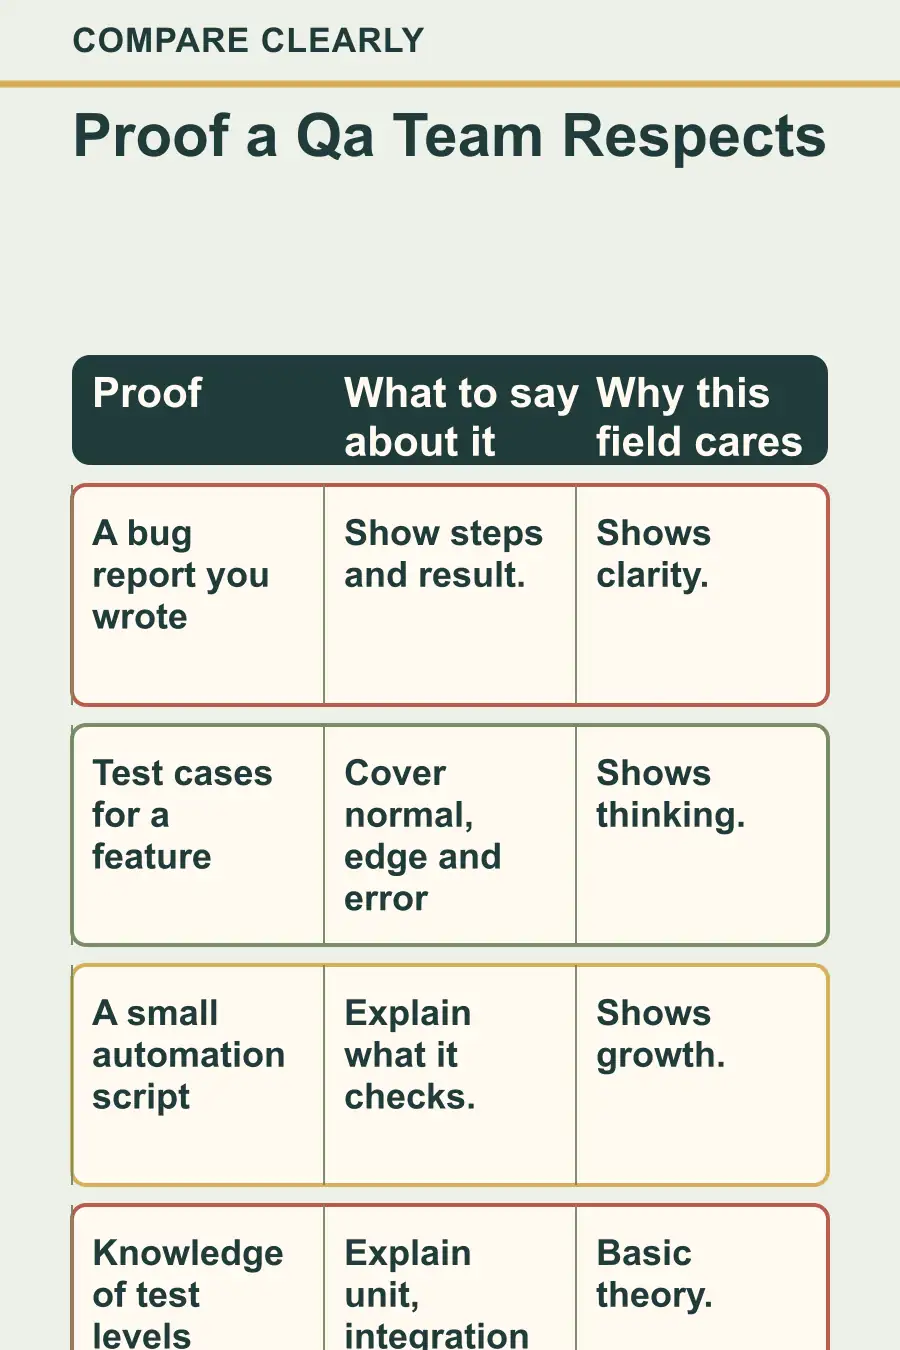 COMPARE CLEARLY
Proof a Qa Team Respects
Proof
What to say
about it
Why this
field cares
A bug
report you
wrote
Show steps
and result.
Shows
clarity.
Test cases
for a
feature
Cover
normal,
edge and
error
Shows
thinking.
A small
automation
script
Explain
what it
checks.
Shows
growth.
Knowledge
of test
levels
Explain
unit,
integration
Basic
theory.